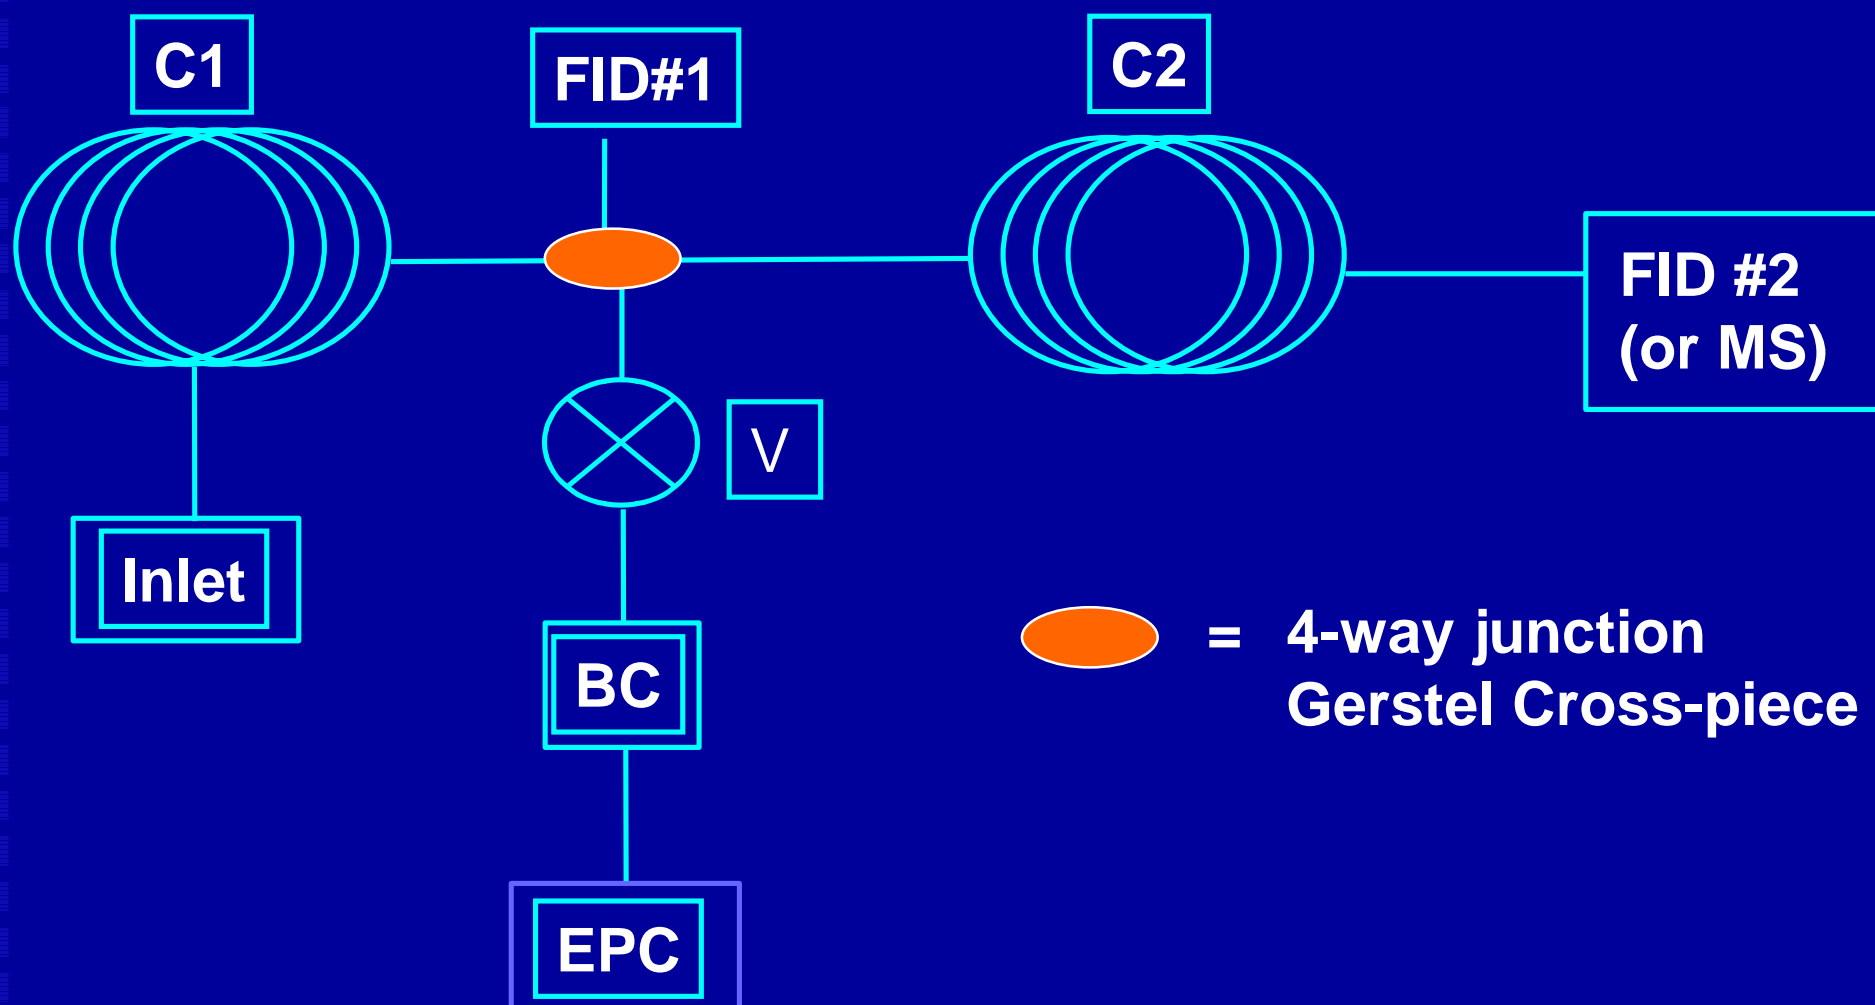 C1
FID#1
C2
FID #2
(or MS)
V
Inlet
BC
= 4-way junction
Gerstel Cross-piece
EPC